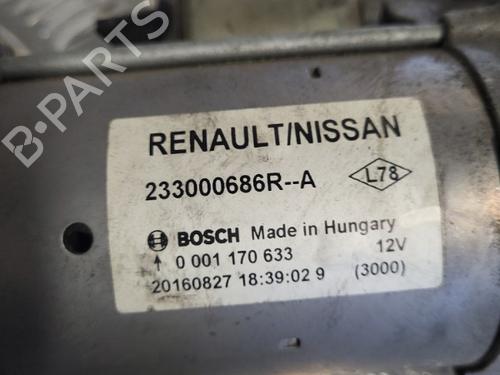 RENAULT/NISSAN
233000686R--A
L78
BOSCH Made in Hungary
↑ 0 001 170 633 12V
20160827 18:39:02 9 (3000)
B-PARTS